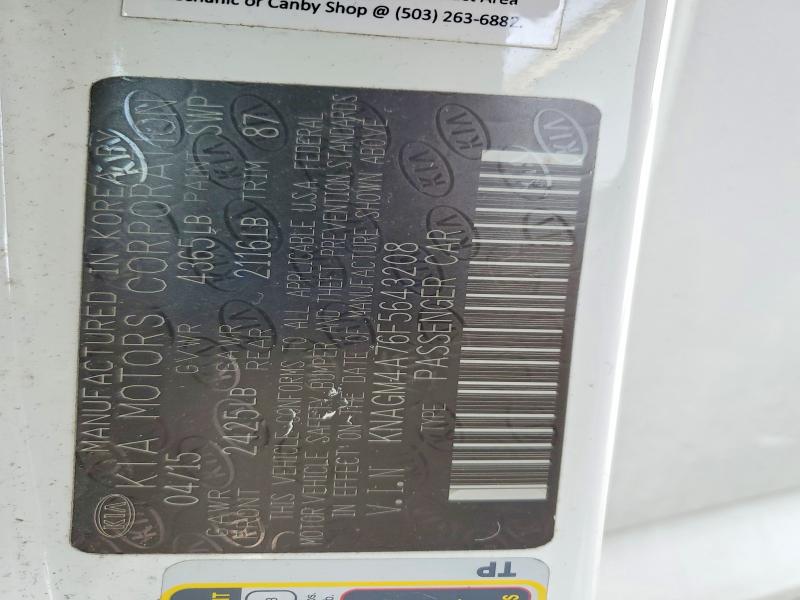 or Canby Shop @ (503) 263-6882.
KIA
MANUFACTURED IN KOREA
KIA MOTORS CORPORATION
04/15 GVWR 4365LB PAINT SWP
GAWR FRONT 2425LB GAWR REAR 2116LB TRIM 87
THIS VEHICLE CONFORMS TO ALL APPLICABLE U.S.A. FEDERAL
MOTOR VEHICLE SAFETY, BUMPER, AND THEFT PREVENTION STANDARDS
IN EFFECT ON THE DATE OF MANUFACTURE SHOWN ABOVE
V.I.N KNAGM4A76F5643208
TYPE PASSENGER CAR
TP